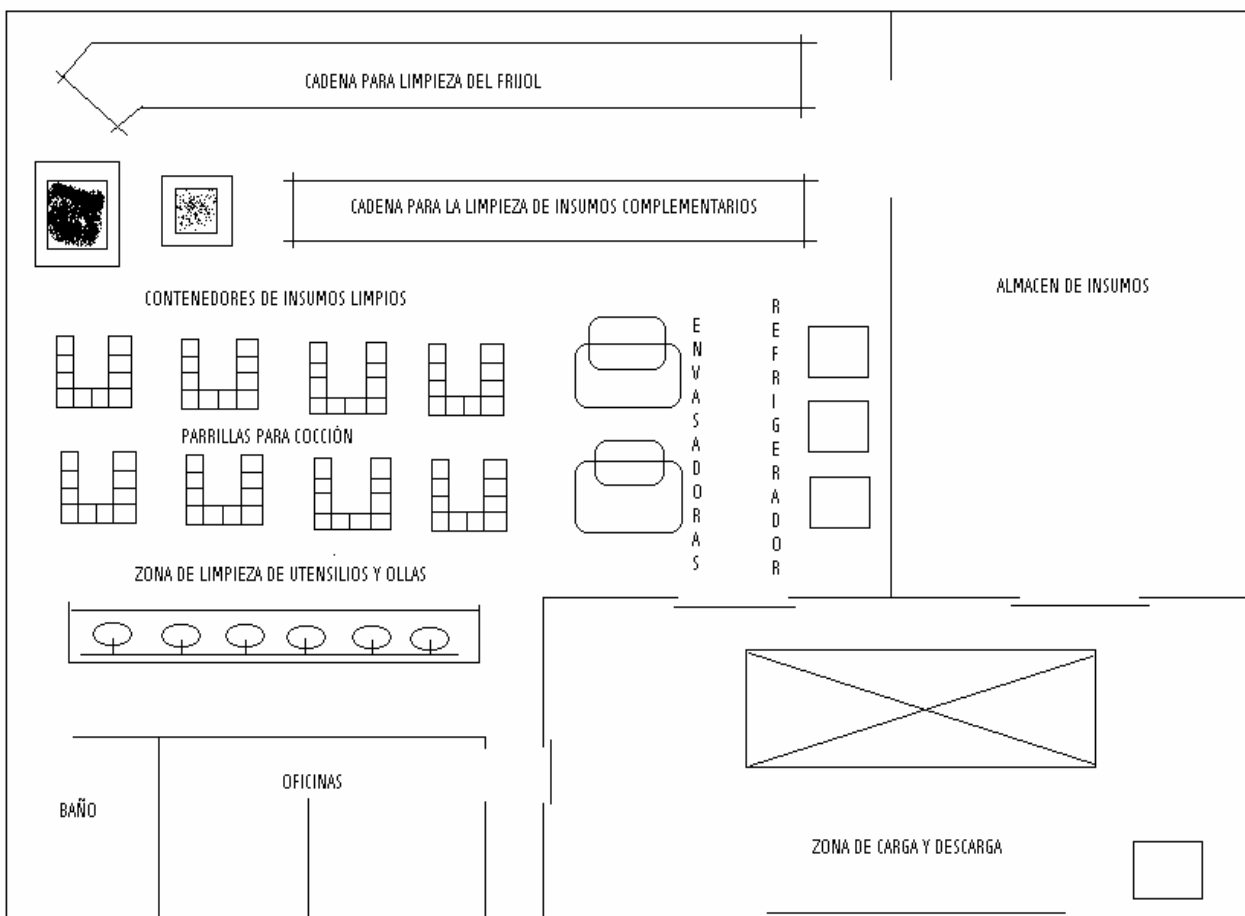 CADENA PARA LIMPIEZA DEL FRIJOL
CADENA PARA LA LIMPIEZA DE INSUMOS COMPLEMENTARIOS
ALMACEN DE INSUMOS
CONTENEDORES DE INSUMOS LIMPIOS
ENVASADORAS
REFRIGERADOR
PARRILLAS PARA COCCIÓN
ZONA DE LIMPIEZA DE UTENSILIOS Y OLLAS
OFICINAS
BAÑO
ZONA DE CARGA Y DESCARGA